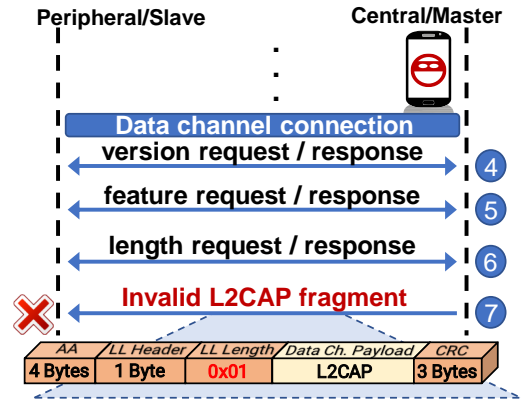 Peripheral/Slave Central/Master
Data channel connection
version request / response
4
feature request / response
5
length request / response
6
Invalid L2CAP fragment
7
AA LL Header LL Length Data Ch. Payload CRC
4 Bytes 1 Byte 0x01 L2CAP 3 Bytes